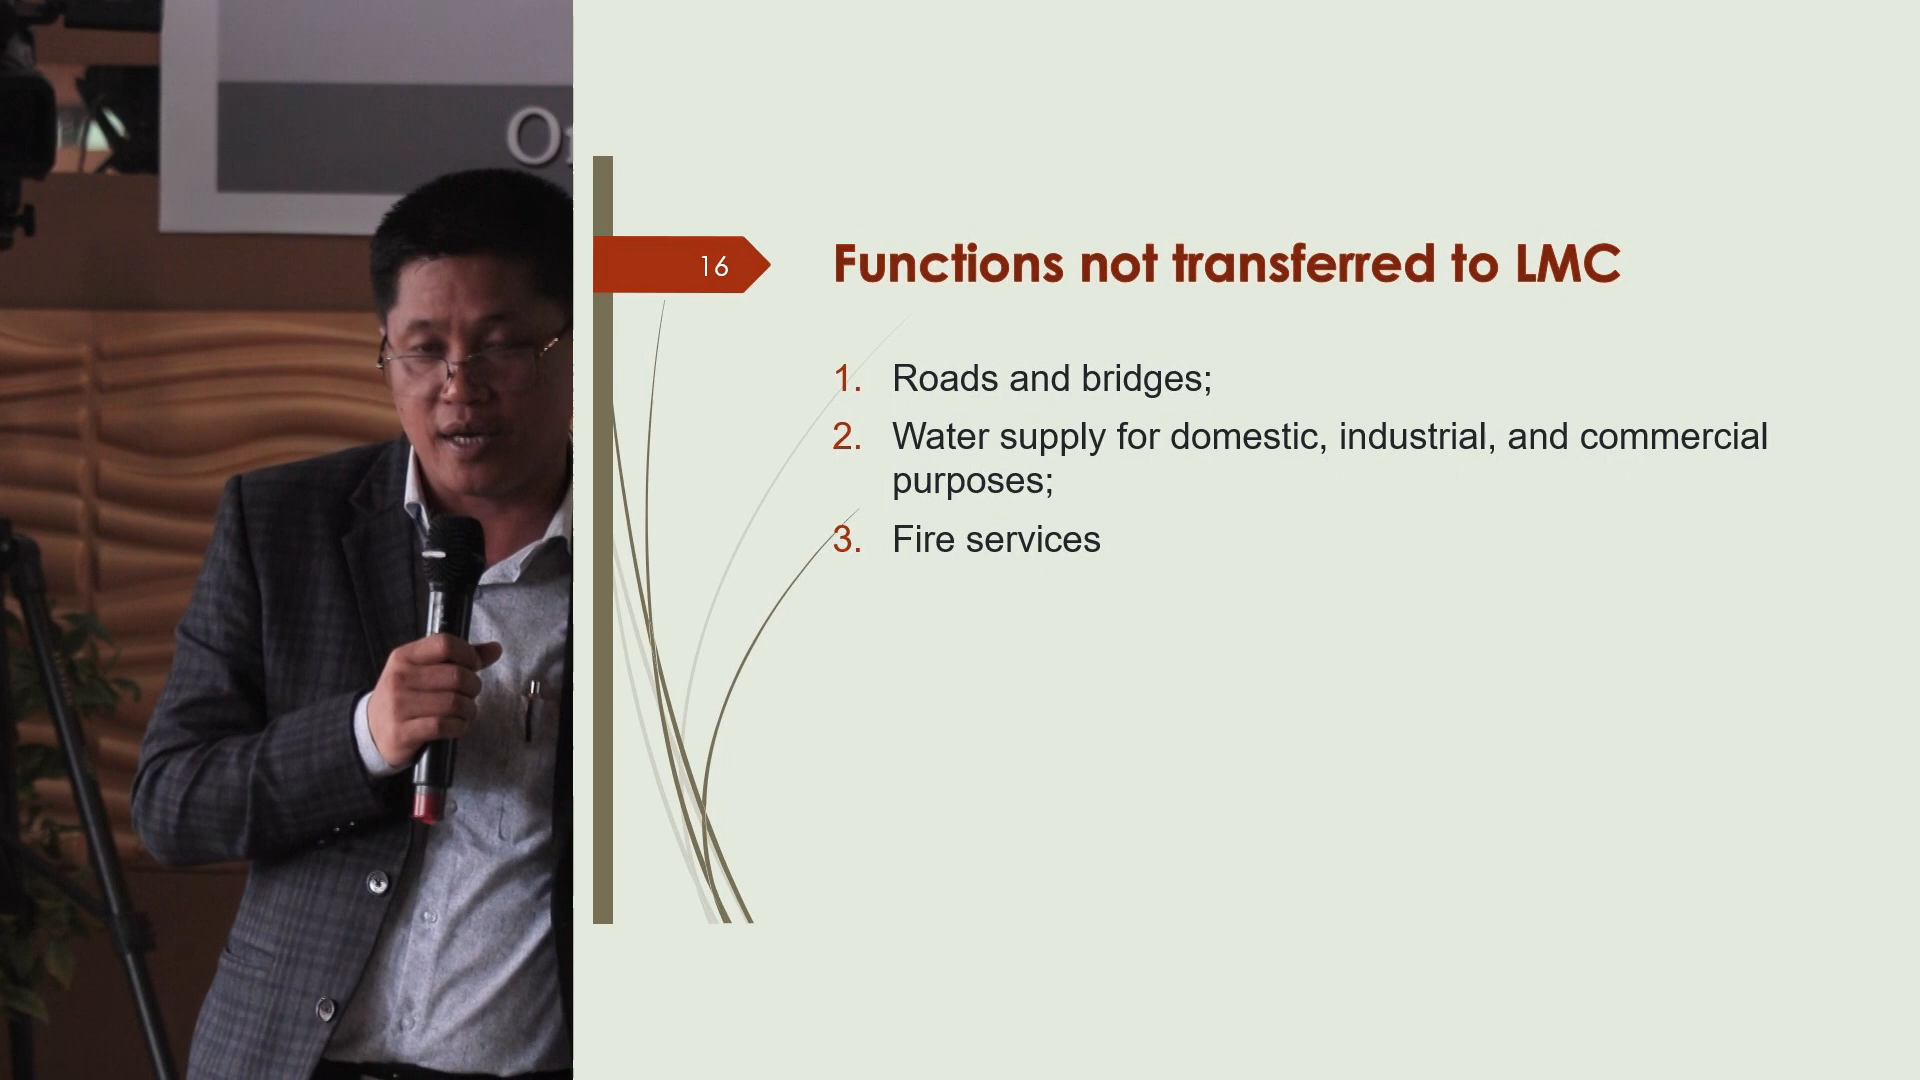 16
Functions not transferred to LMC
1. Roads and bridges;
2. Water supply for domestic, industrial, and commercial
purposes;
3. Fire services